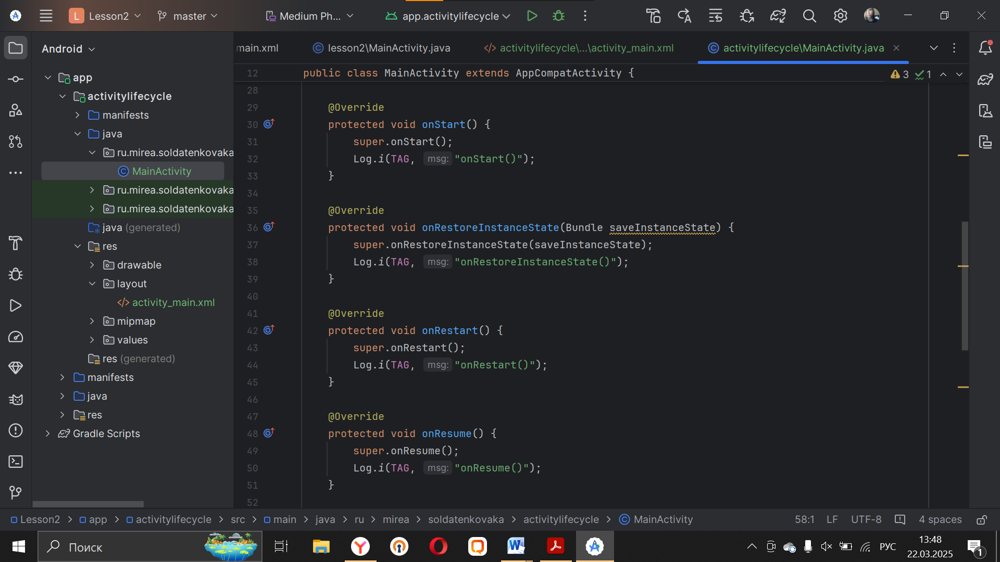 L Lesson2 master Medium Ph... app.activitylifecycle
Android
main.xml lesson2\MainActivity.java activitylifecycle\...\activity_main.xml activitylifecycle\MainActivity.java
app
activitylifecycle
manifests
java
ru.mirea.soldatenkovaka
MainActivity
ru.mirea.soldatenkovaka
ru.mirea.soldatenkovaka
java (generated)
res
drawable
layout
activity_main.xml
mipmap
values
res (generated)
manifests
java
res
Gradle Scripts
12 public class MainActivity extends AppCompatActivity { 3 1
28
29 @Override
30 protected void onStart() {
31 super.onStart();
32 Log.i(TAG, msg: "onStart()");
33 }
34
35 @Override
36 protected void onRestoreInstanceState(Bundle saveInstanceState) {
37 super.onRestoreInstanceState(saveInstanceState);
38 Log.i(TAG, msg: "onRestoreInstanceState()");
39 }
40
41 @Override
42 protected void onRestart() {
43 super.onRestart();
44 Log.i(TAG, msg: "onRestart()");
45 }
46
47 @Override
48 protected void onResume() {
49 super.onResume();
50 Log.i(TAG, msg: "onResume()");
51 }
52
Lesson2 > app > activitylifecycle > src > main > java > ru > mirea > soldatenkovaka > activitylifecycle > MainActivity 58:1 LF UTF-8 4 spaces
Поиск РУС 13:48
22.03.2025 1